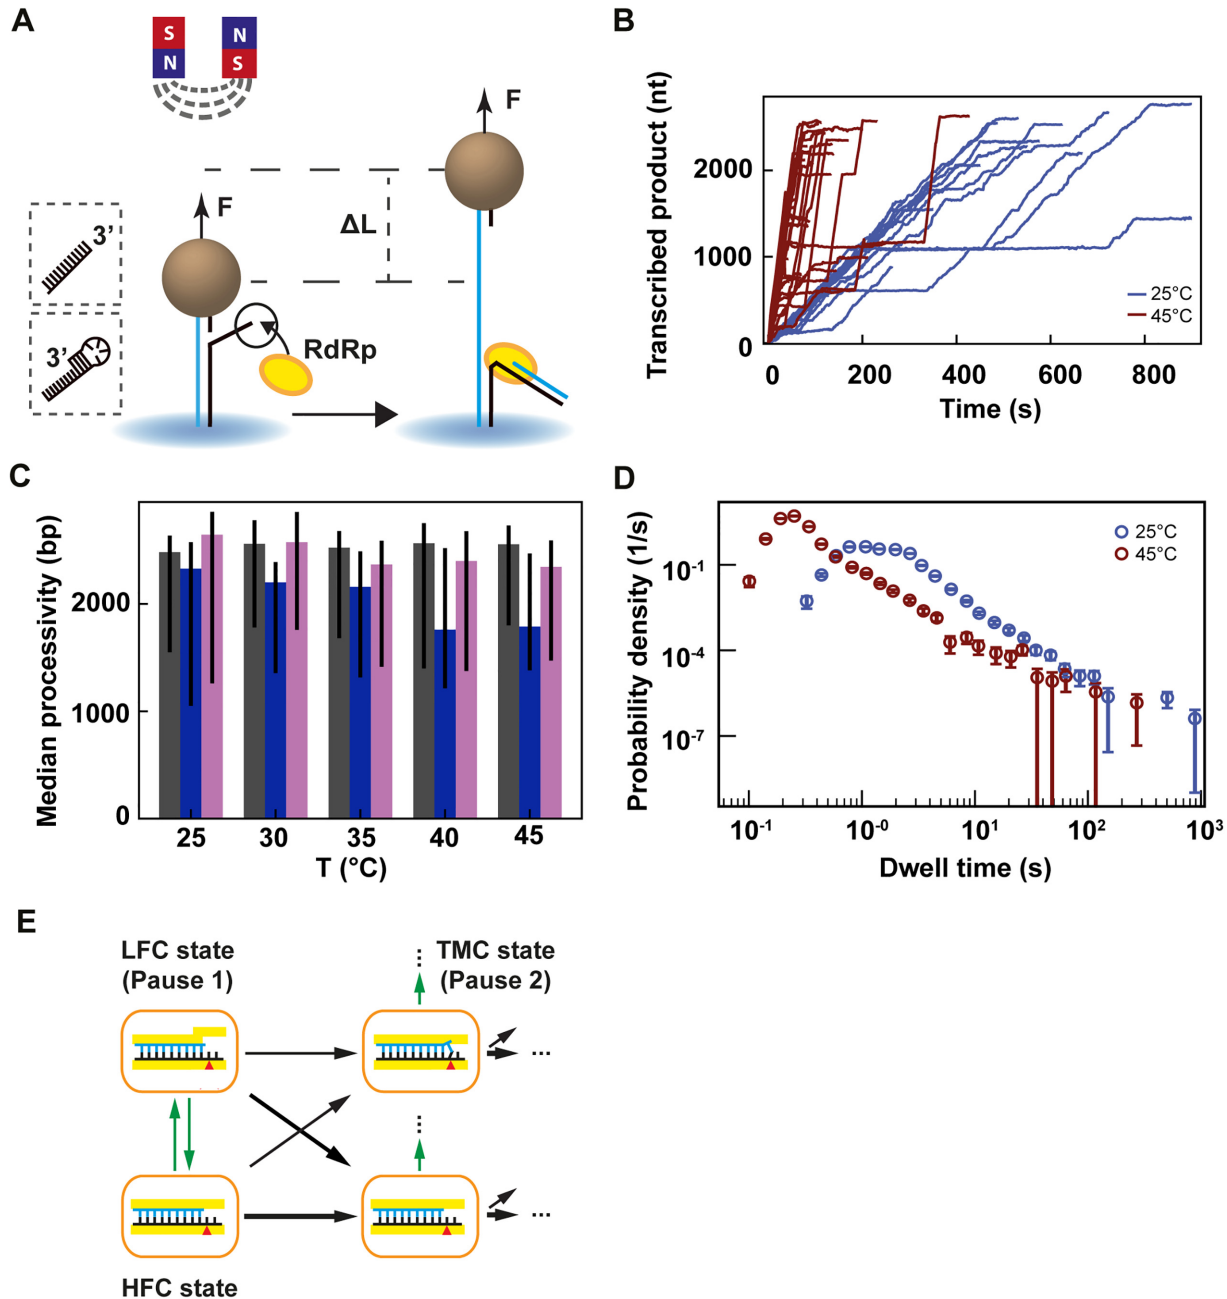 A
S
N
N
S
F
F
ΔL
3’
3’
RdRp
B
Transcribed product (nt)
2000
1000
0
25°C
45°C
0
200
400
600
800
Time (s)
C
Median processivity (bp)
2000
1000
0
25
30
35
40
45
T (°C)
D
Probability density (1/s)
10-1
10-4
10-7
25°C
45°C
10-1
10-0
101
102
103
Dwell time (s)
E
LFC state
(Pause 1)
TMC state
(Pause 2)
HFC state